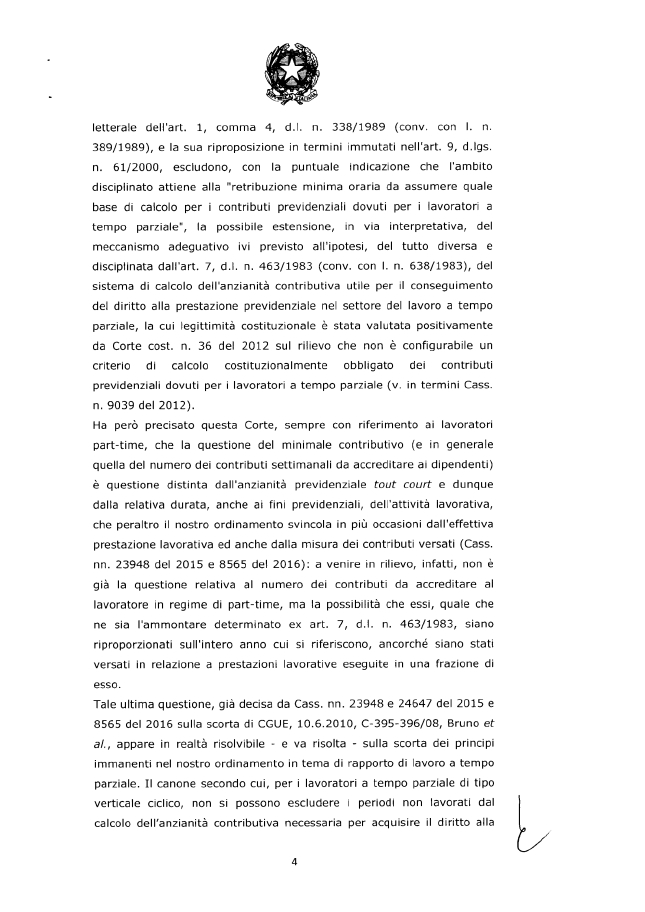 letterale dell'art. 1, comma 4, d.l. n. 338/1989 (conv. con l. n.
389/1989), e la sua riproposizione in termini immutati nell'art. 9, d.lgs.
n. 61/2000, escludono, con la puntuale indicazione che l'ambito
disciplinato attiene alla "retribuzione minima oraria da assumere quale
base di calcolo per i contributi previdenziali dovuti per i lavoratori a
tempo parziale", la possibile estensione, in via interpretativa, del
meccanismo adeguativo ivi previsto all'ipotesi, del tutto diversa e
disciplinata dall'art. 7, d.l. n. 463/1983 (conv. con l. n. 638/1983), del
sistema di calcolo dell'anzianità contributiva utile per il conseguimento
del diritto alla prestazione previdenziale nel settore del lavoro a tempo
parziale, la cui legittimità costituzionale è stata valutata positivamente
da Corte cost. n. 36 del 2012 sul rilievo che non è configurabile un
criterio di calcolo costituzionalmente obbligato dei contributi
previdenziali dovuti per i lavoratori a tempo parziale (v. in termini Cass.
n. 9039 del 2012).
Ha però precisato questa Corte, sempre con riferimento ai lavoratori
part-time, che la questione del minimale contributivo (e in generale
quella del numero dei contributi settimanali da accreditare ai dipendenti)
è questione distinta dall'anzianità previdenziale tout court e dunque
dalla relativa durata, anche ai fini previdenziali, dell'attività lavorativa,
che peraltro il nostro ordinamento svincola in più occasioni dall'effettiva
prestazione lavorativa ed anche dalla misura dei contributi versati (Cass.
nn. 23948 del 2015 e 8565 del 2016): a venire in rilievo, infatti, non è
già la questione relativa al numero dei contributi da accreditare al
lavoratore in regime di part-time, ma la possibilità che essi, quale che
ne sia l'ammontare determinato ex art. 7, d.l. n. 463/1983, siano
riproporzionati sull'intero anno cui si riferiscono, ancorché siano stati
versati in relazione a prestazioni lavorative eseguite in una frazione di
esso.
Tale ultima questione, già decisa da Cass. nn. 23948 e 24647 del 2015 e
8565 del 2016 sulla scorta di CGUE, 10.6.2010, C-395-396/08, Bruno et
al., appare in realtà risolvibile - e va risolta - sulla scorta dei principi
immanenti nel nostro ordinamento in tema di rapporto di lavoro a tempo
parziale. Il canone secondo cui, per i lavoratori a tempo parziale di tipo
verticale ciclico, non si possono escludere i periodi non lavorati dal
calcolo dell'anzianità contributiva necessaria per acquisire il diritto alla
4